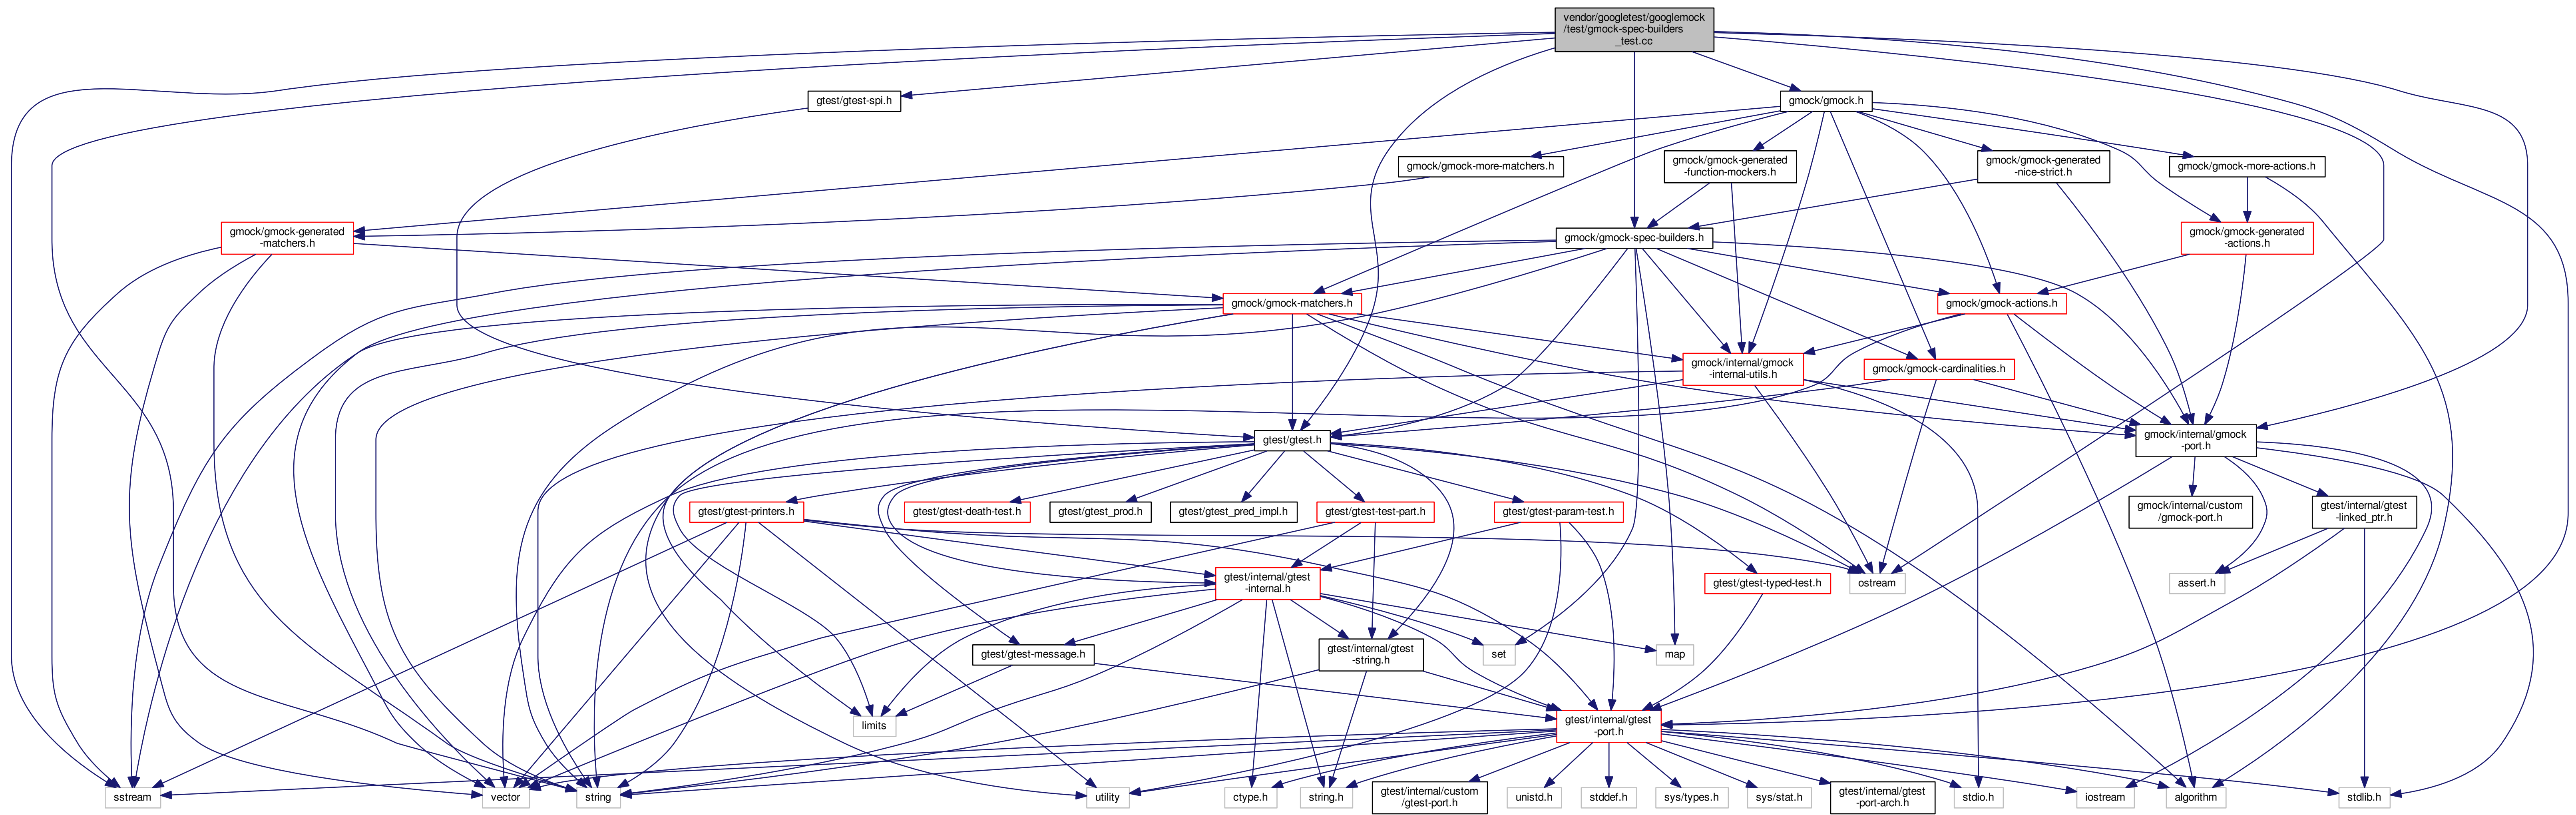 vendor/googletest/googlemock
/test/gmock-spec-builders
_test.cc
gtest/gtest-spi.h
gmock/gmock.h
gmock/gmock-more-matchers.h
gmock/gmock-generated
-function-mockers.h
gmock/gmock-generated
-nice-strict.h
gmock/gmock-more-actions.h
gmock/gmock-generated
-matchers.h
gmock/gmock-spec-builders.h
gmock/gmock-generated
-actions.h
gmock/gmock-matchers.h
gmock/gmock-actions.h
gmock/internal/gmock
-internal-utils.h
gmock/gmock-cardinalities.h
gtest/gtest.h
gmock/internal/gmock
-port.h
gtest/gtest-printers.h
gtest/gtest-death-test.h
gtest/gtest_prod.h
gtest/gtest_pred_impl.h
gtest/gtest-test-part.h
gtest/gtest-param-test.h
gmock/internal/custom
/gmock-port.h
gtest/internal/gtest
-linked_ptr.h
gtest/internal/gtest
-internal.h
gtest/gtest-typed-test.h
ostream
assert.h
gtest/gtest-message.h
gtest/internal/gtest
-string.h
set
map
limits
gtest/internal/gtest
-port.h
sstream
vector
string
utility
ctype.h
string.h
gtest/internal/custom
/gtest-port.h
unistd.h
stddef.h
sys/types.h
sys/stat.h
gtest/internal/gtest
-port-arch.h
stdio.h
iostream
algorithm
stdlib.h